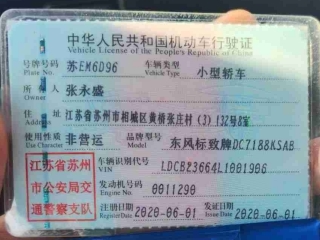 中华人民共和国机动车行驶证
Vehicle License of the People's Republic of China
号牌号码 苏EM6D96 车辆类型 小型轿车
Plate No. Vehicle Type
所有人 张永盛
Owner
住址 江苏省苏州市相城区黄桥张庄村(3)132号8室
Address
使用性质 非营运 品牌型号 东风标致牌DC7188KSAB
Use Character Model
江苏省苏州市公安局交通警察支队
车辆识别代号 LDCB23664L1001986
VIN
发动机号码 0011290
Engine No.
注册日期 2020-06-01 发证日期 2020-06-01
Register Date Issue Date